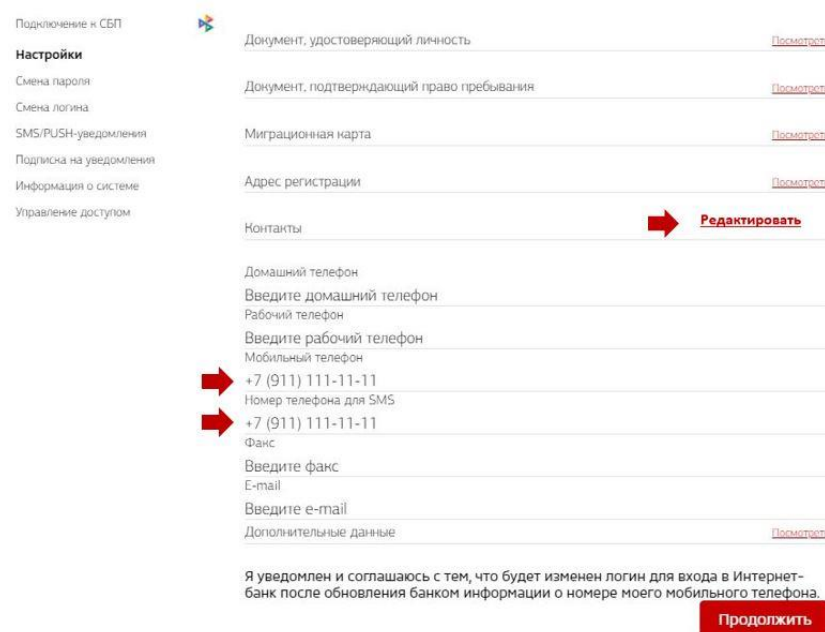 Подключение к СБП
Настройки
Смена пароля
Смена логина
SMS/PUSH-уведомления
Подписка на уведомления
Информация о системе
Управление доступом
Документ, удостоверяющий личность
Документ, подтверждающий право пребывания
Миграционная карта
Адрес регистрации
Контакты Редактировать
Домашний телефон
Введите домашний телефон
Рабочий телефон
Введите рабочий телефон
Мобильный телефон
+7 (911) 111-11-11
Номер телефона для SMS
+7 (911) 111-11-11
Факс
Введите факс
E-mail
Введите e-mail
Дополнительные данные
Я уведомлен и соглашаюсь с тем, что будет изменен логин для входа в Интернет-
банк после обновления банком информации о номере моего мобильного телефона.
Продолжить